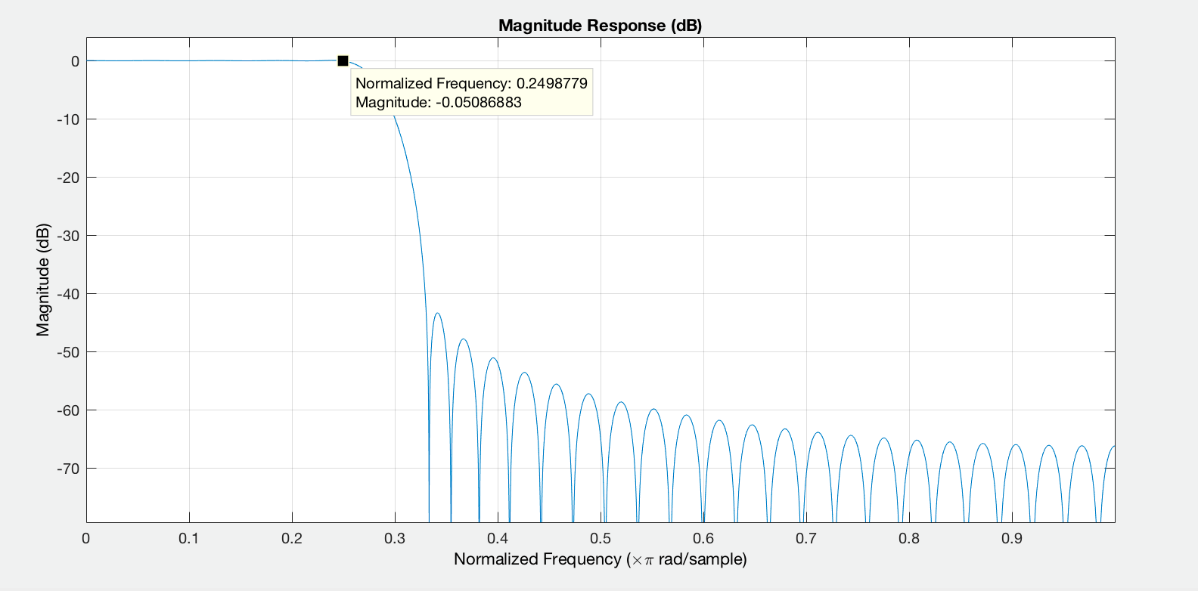 Magnitude Response (dB)
Normalized Frequency: 0.2498779
Magnitude: -0.05086883
Magnitude (dB)
0
-10
-20
-30
-40
-50
-60
-70
0 0.1 0.2 0.3 0.4 0.5 0.6 0.7 0.8 0.9
Normalized Frequency (×π rad/sample)